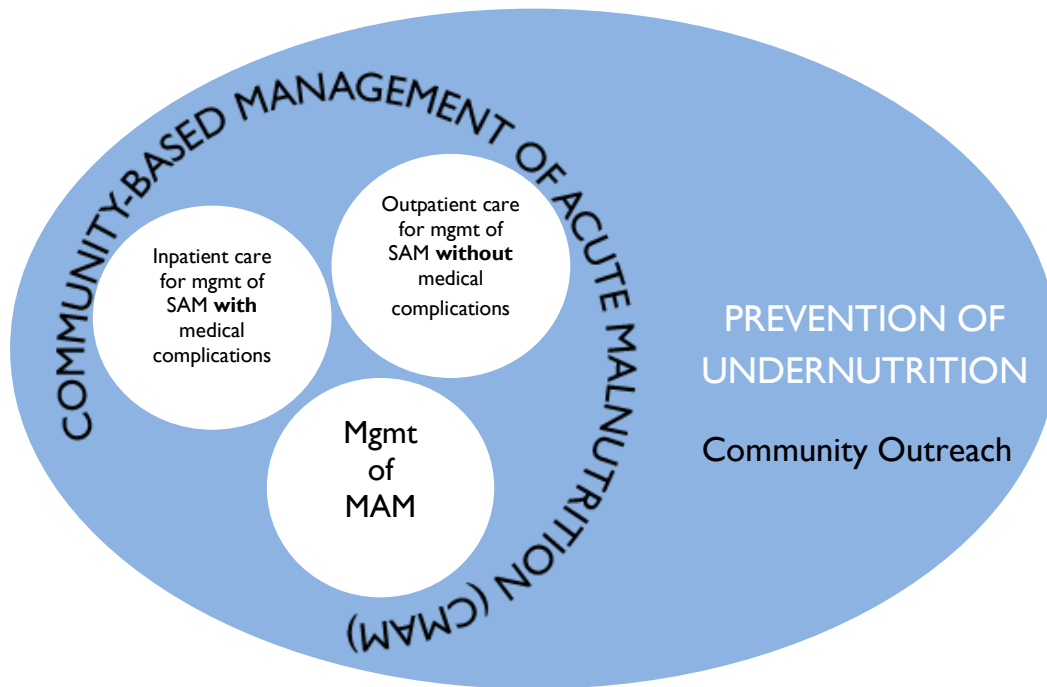 COMMUNITY-BASED MANAGEMENT OF ACUTE MALNUTRITION (CMAM)
Inpatient care
for mgmt of
SAM with
medical
complications
Outpatient care
for mgmt of
SAM without
medical
complications
Mgmt
of
MAM
PREVENTION OF
UNDERNUTRITION
Community Outreach